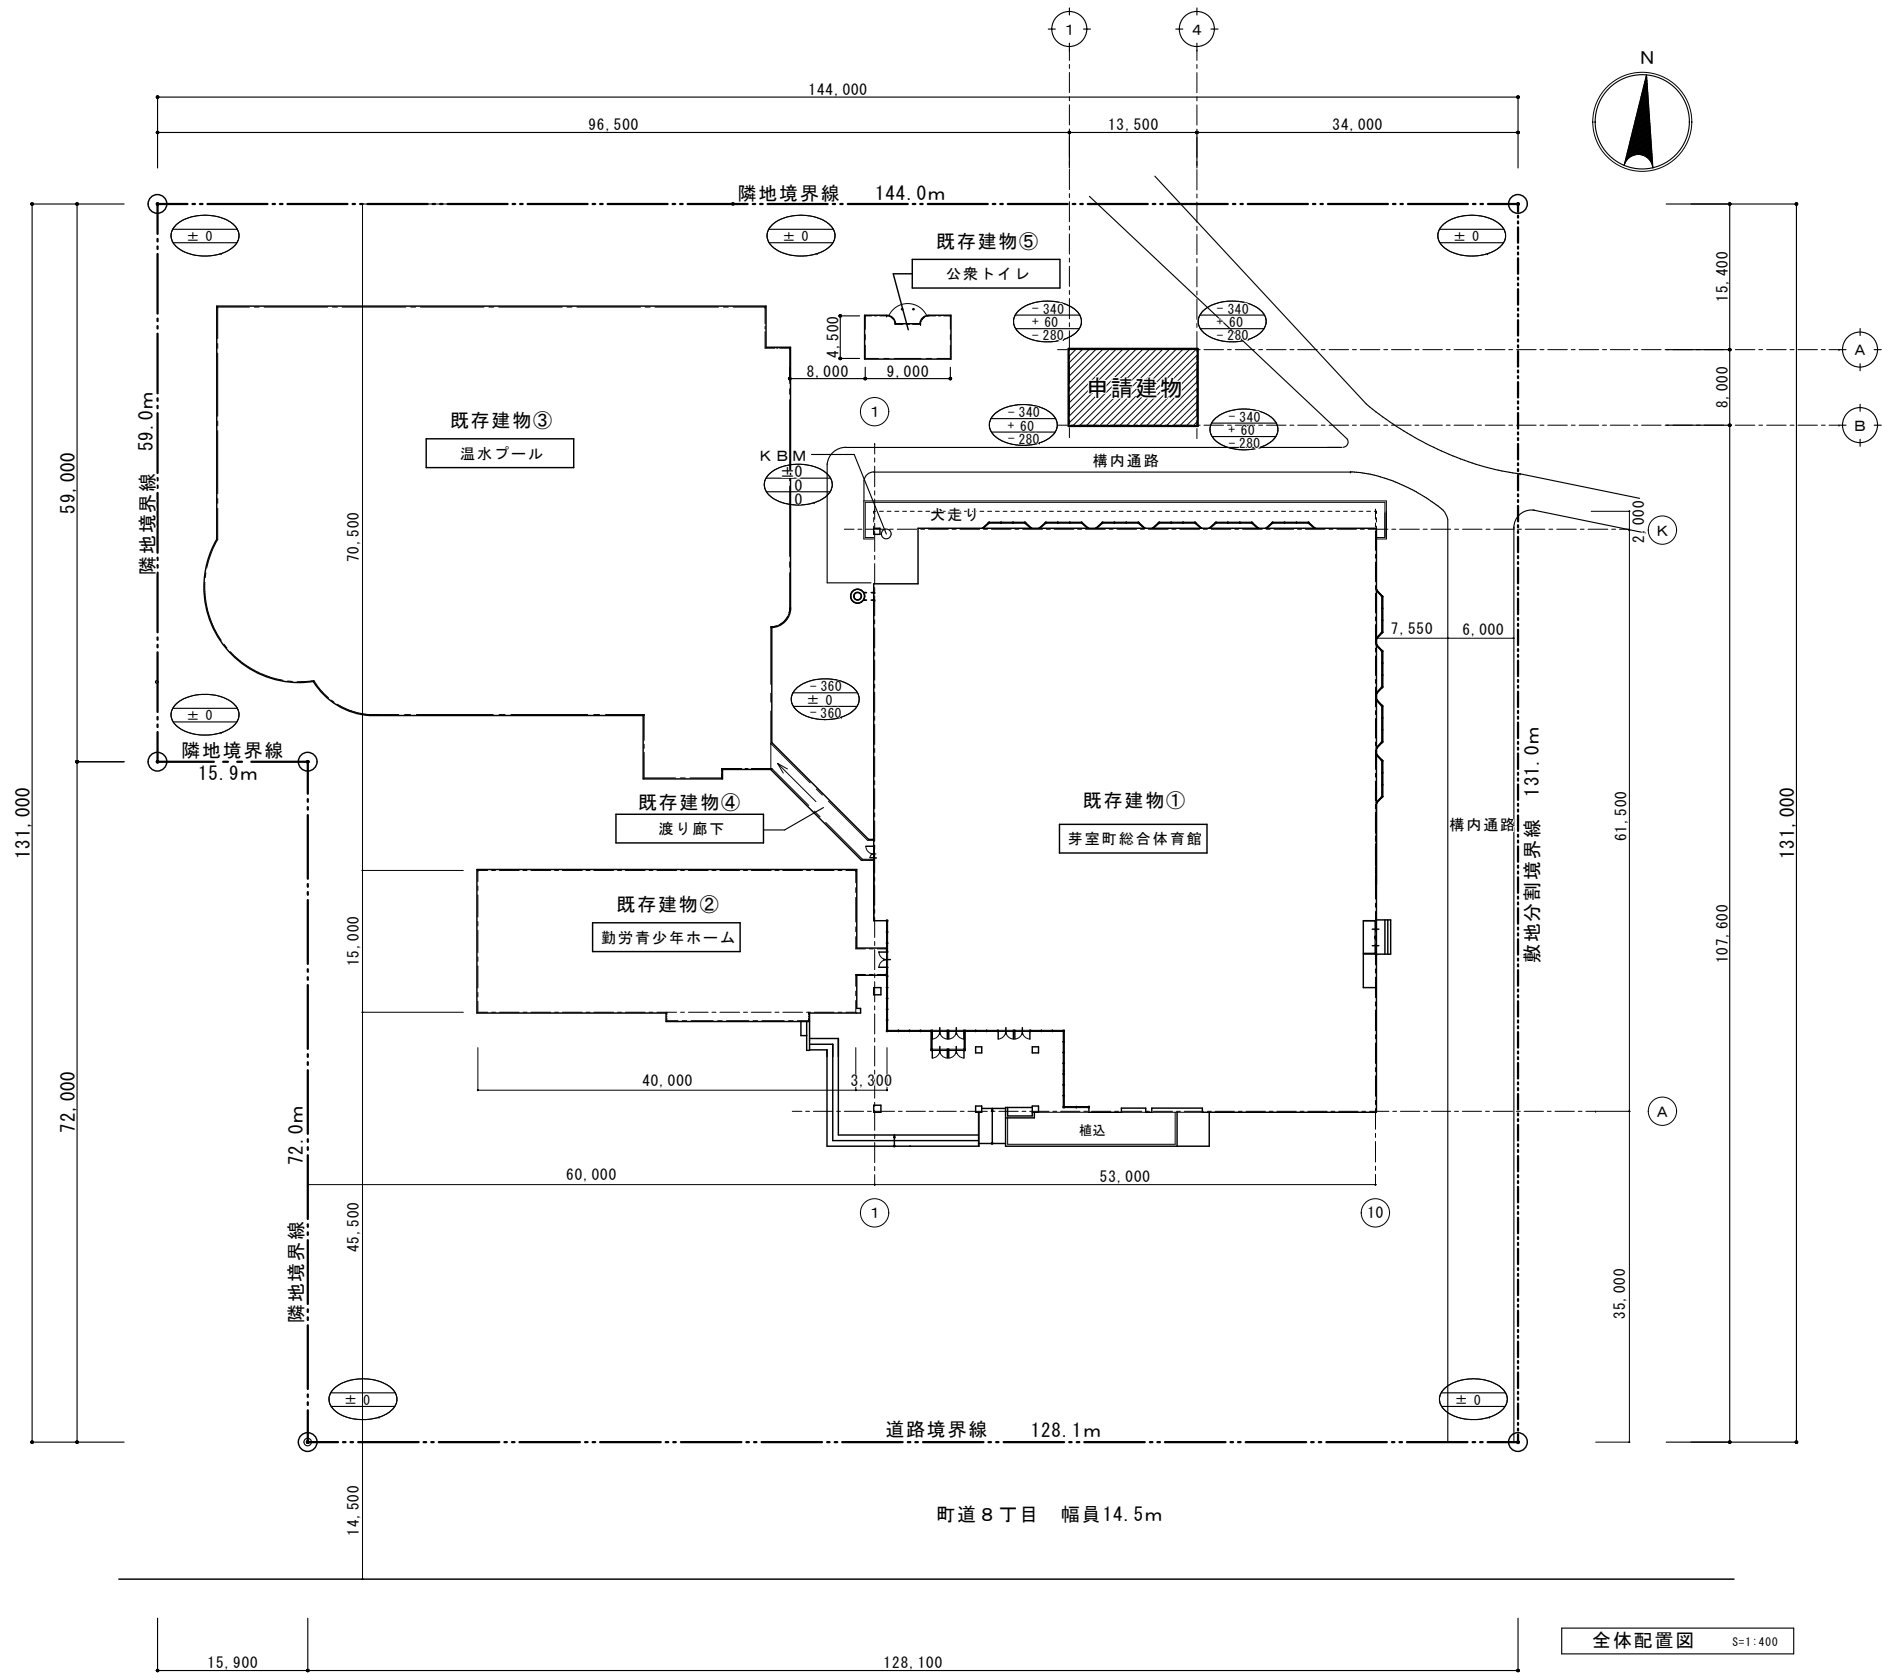 1
4
N
144,000
96,500
13,500
34,000
隣地境界線 144.0m
± 0
± 0
± 0
既存建物⑤
公衆トイレ
15,400
-340
+ 60
-280
-340
+ 60
-280
4,500
A
8,000
9,000
申請建物
8,000
隣地境界線 59.0m
既存建物③
温水プール
1
-340
+ 60
-280
-340
+ 60
-280
B
59,000
KBM
±0
0
0
構内通路
犬走り
2,000
K
70,500
7,550
6,000
-360
± 0
-360
± 0
隣地境界線
15.9m
131,000
既存建物④
渡り廊下
既存建物①
芽室町総合体育館
構内通路
敷地分割境界線 131.0m
61,500
131,000
既存建物②
勤労青少年ホーム
15,000
107,600
40,000
3,300
72,000
隣地境界線 72.0m
植込
A
60,000
53,000
1
10
45,500
35,000
± 0
± 0
道路境界線 128.1m
14,500
町道8丁目 幅員14.5m
全体配置図 S=1:400
15,900
128,100